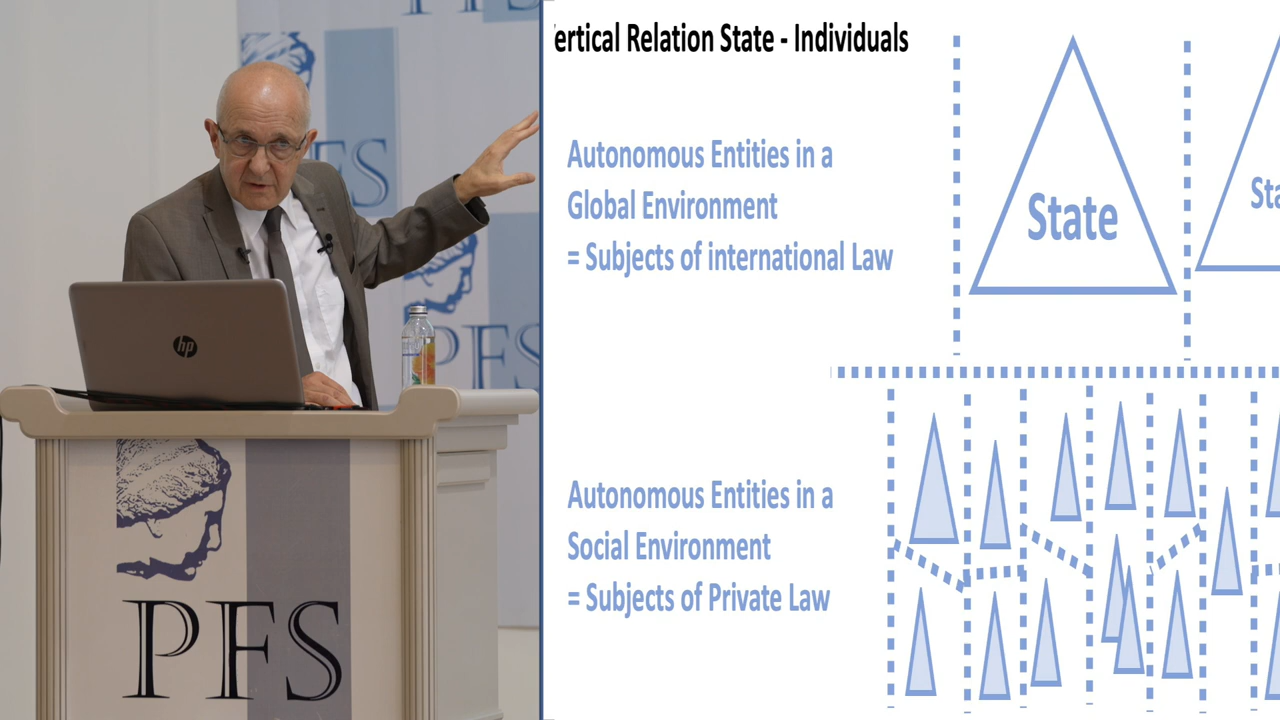 PFS
PFS
hp
PFS
ertical Relation State - Individuals
Autonomous Entities in a
Global Environment
= Subjects of international Law
State
Sta
Autonomous Entities in a
Social Environment
= Subjects of Private Law